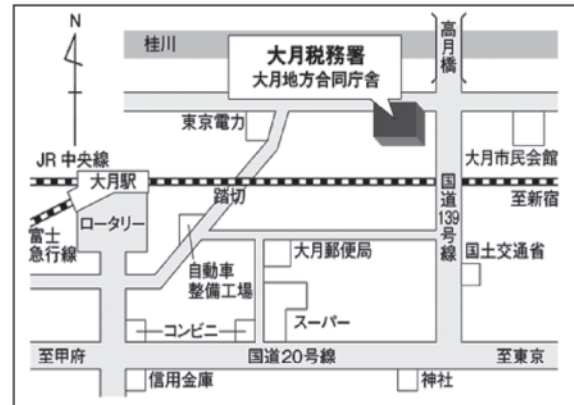 N
桂川
大月税務署
大月地方合同庁舎
高月橋
東京電力
大月市民会館
JR中央線
大月駅
踏切
至新宿
富士
急行線
ロータリー
国道139号線
自動車
整備工場
大月郵便局
国土交通省
コンビニ
スーパー
至甲府
国道20号線
至東京
信用金庫
神社